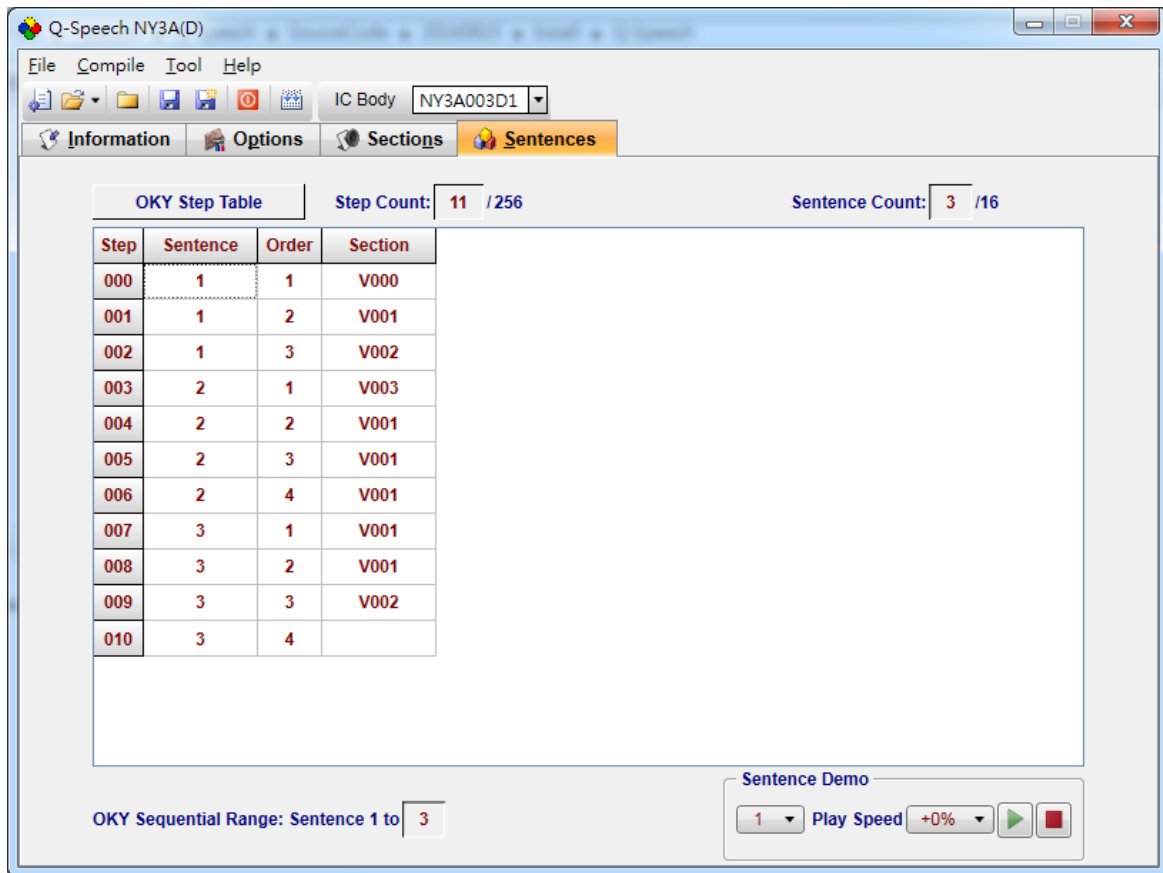 Q-Speech NY3A(D)
File Compile Tool Help
IC Body NY3A003D1
Information Options Sections Sentences
OKY Step Table Step Count: 11 / 256 Sentence Count: 3 /16
Step Sentence Order Section
000 1 1 V000
001 1 2 V001
002 1 3 V002
003 2 1 V003
004 2 2 V001
005 2 3 V001
006 2 4 V001
007 3 1 V001
008 3 2 V001
009 3 3 V002
010 3 4
Sentence Demo
OKY Sequential Range: Sentence 1 to 3
1 Play Speed +0%